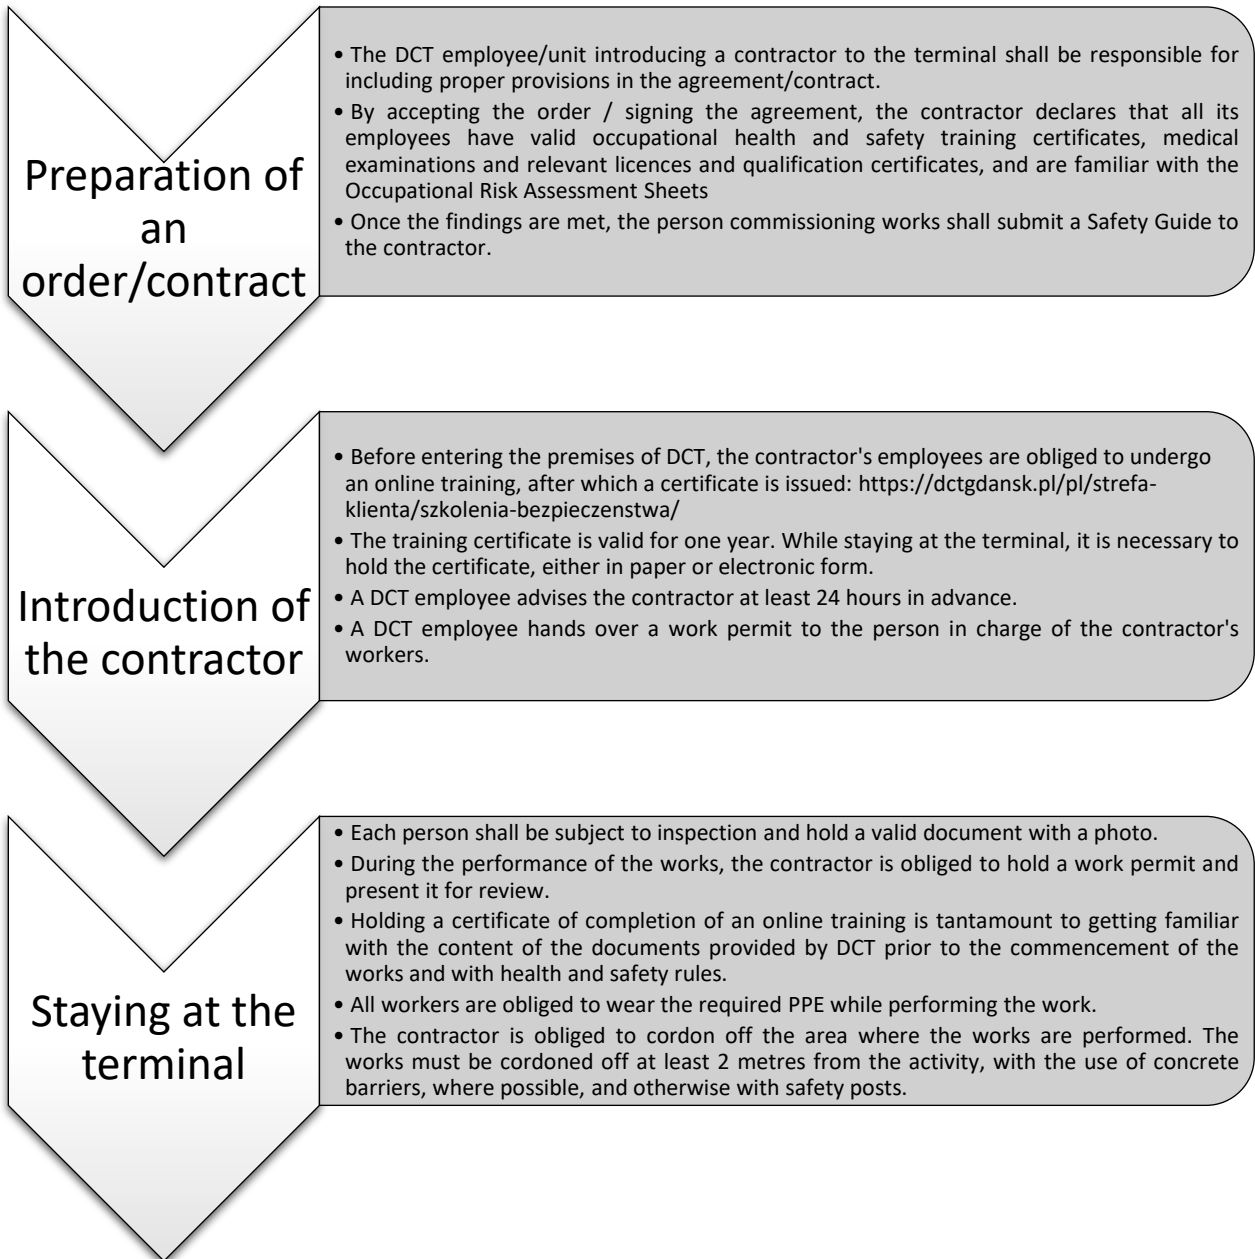 Preparation of
an
order/contract
• The DCT employee/unit introducing a contractor to the terminal shall be responsible for
including proper provisions in the agreement/contract.
• By accepting the order / signing the agreement, the contractor declares that all its
employees have valid occupational health and safety training certificates, medical
examinations and relevant licences and qualification certificates, and are familiar with the
Occupational Risk Assessment Sheets
• Once the findings are met, the person commissioning works shall submit a Safety Guide to
the contractor.
Introduction of
the contractor
• Before entering the premises of DCT, the contractor's employees are obliged to undergo
an online training, after which a certificate is issued: https://dctgdansk.pl/pl/strefa-
klienta/szkolenia-bezpieczenstwa/
• The training certificate is valid for one year. While staying at the terminal, it is necessary to
hold the certificate, either in paper or electronic form.
• A DCT employee advises the contractor at least 24 hours in advance.
• A DCT employee hands over a work permit to the person in charge of the contractor's
workers.
Staying at the
terminal
• Each person shall be subject to inspection and hold a valid document with a photo.
• During the performance of the works, the contractor is obliged to hold a work permit and
present it for review.
• Holding a certificate of completion of an online training is tantamount to getting familiar
with the content of the documents provided by DCT prior to the commencement of the
works and with health and safety rules.
• All workers are obliged to wear the required PPE while performing the work.
• The contractor is obliged to cordon off the area where the works are performed. The
works must be cordoned off at least 2 metres from the activity, with the use of concrete
barriers, where possible, and otherwise with safety posts.